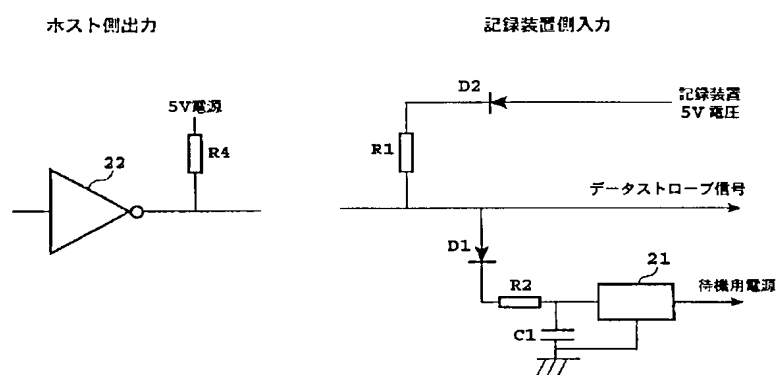 ホスト側出力
記録装置側入力
D2
記録装置
5V 電圧
5V電源
22
R4
R1
データストローブ信号
D1
21
R2
待機用電源
C1